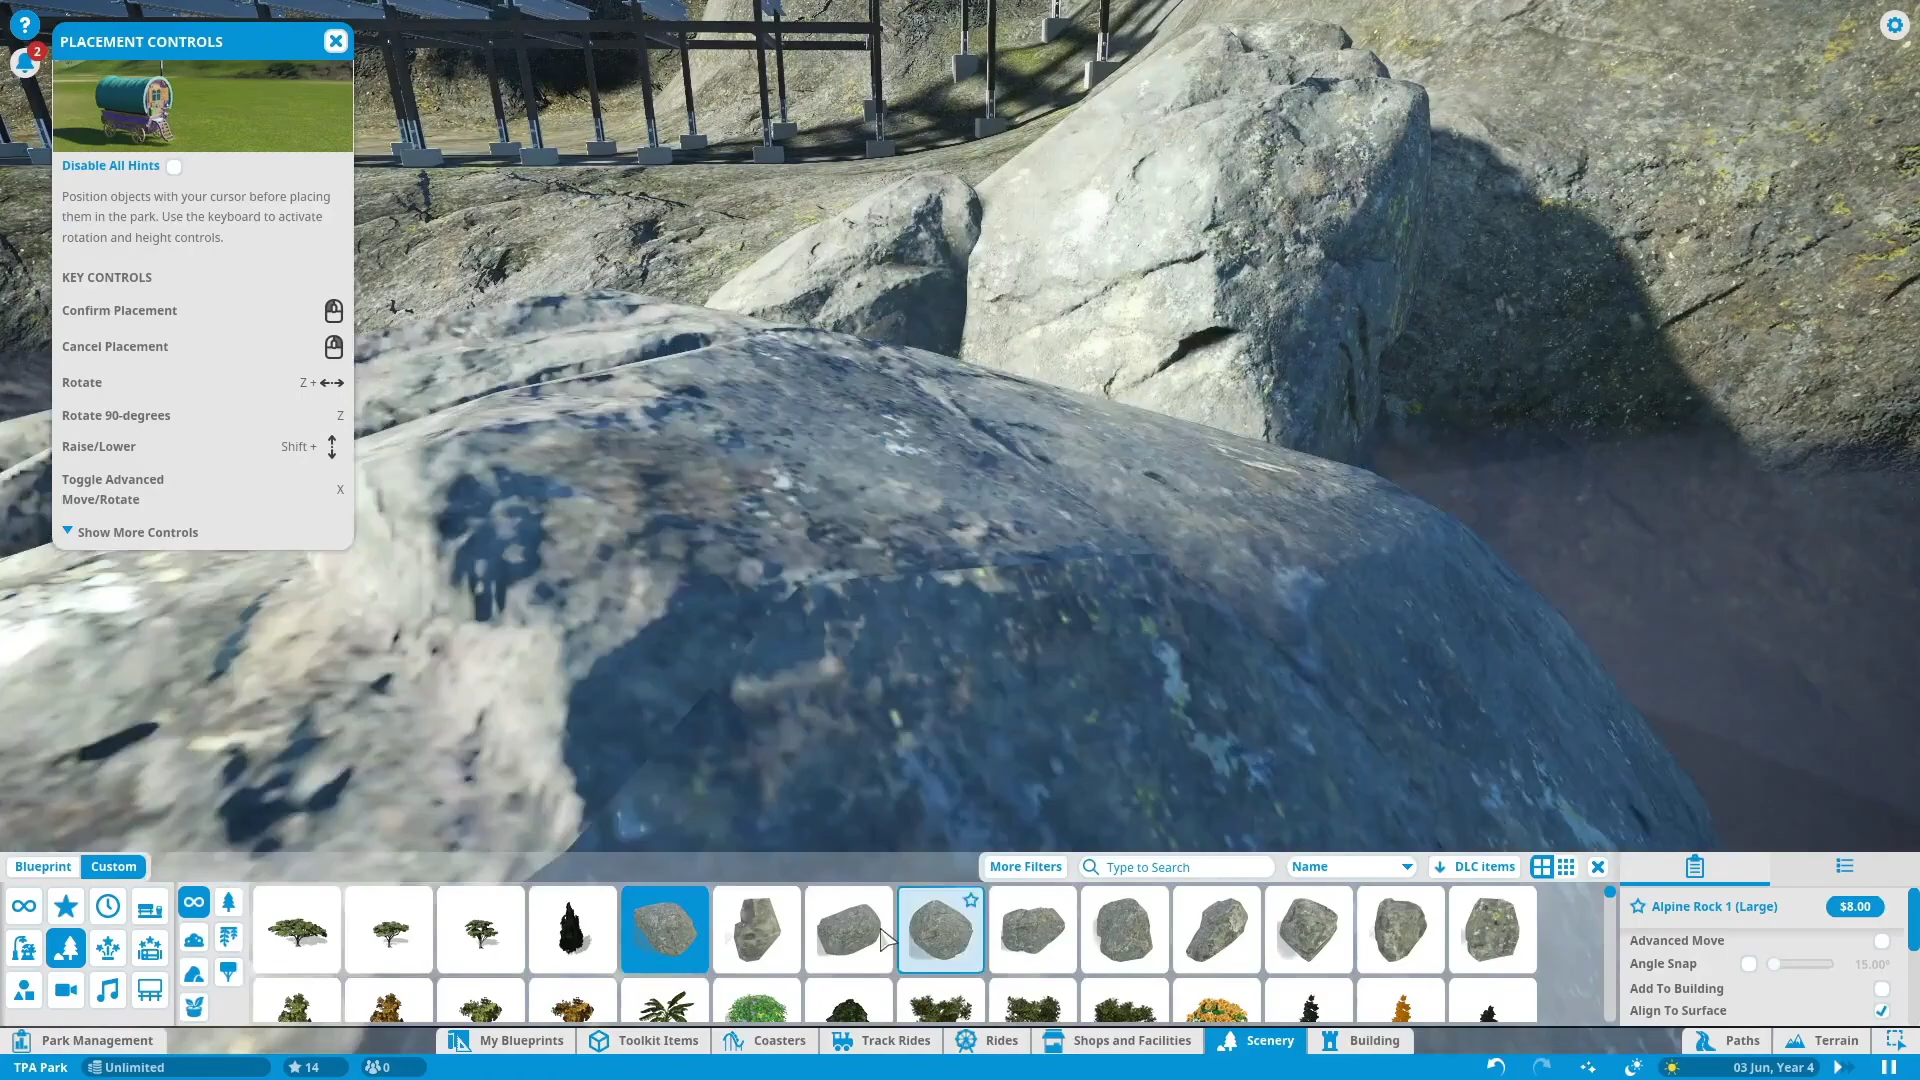 ?
2
PLACEMENT CONTROLS
Disable All Hints
Position objects with your cursor before placing
them in the park. Use the keyboard to activate
rotation and height controls.
KEY CONTROLS
Confirm Placement
Cancel Placement
Rotate Z +
Rotate 90-degrees Z
Raise/Lower Shift +
Toggle Advanced
Move/Rotate X
Show More Controls
Blueprint Custom More Filters Type to Search Name DLC items
Alpine Rock 1 (Large) $8.00
Advanced Move
Angle Snap 15.00°
Add To Building
Align To Surface
Park Management My Blueprints Toolkit Items Coasters Track Rides Rides Shops and Facilities Scenery Building Paths Terrain
TPA Park Unlimited 14 0 03 Jun, Year 4